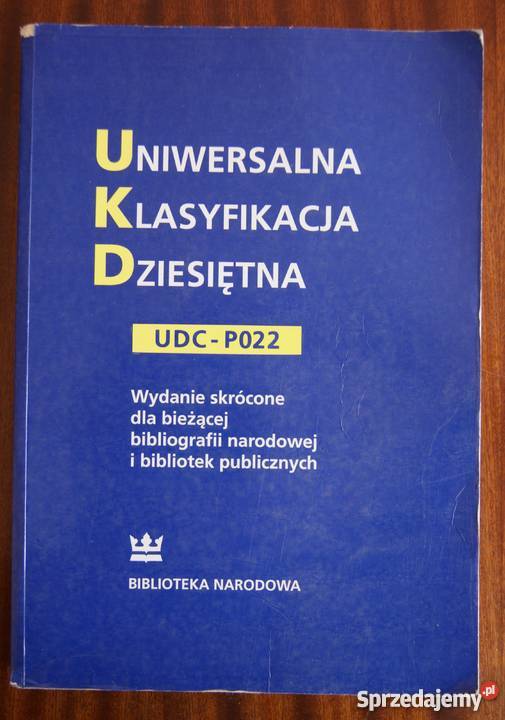 UNIWERSALNA
KLASYFIKACJA
DZIESIĘTNA
UDC - P022
Wydanie skrócone
dla bieżącej
bibliografii narodowej
i bibliotek publicznych
BIBLIOTEKA NARODOWA
Sprzedajemy.pl